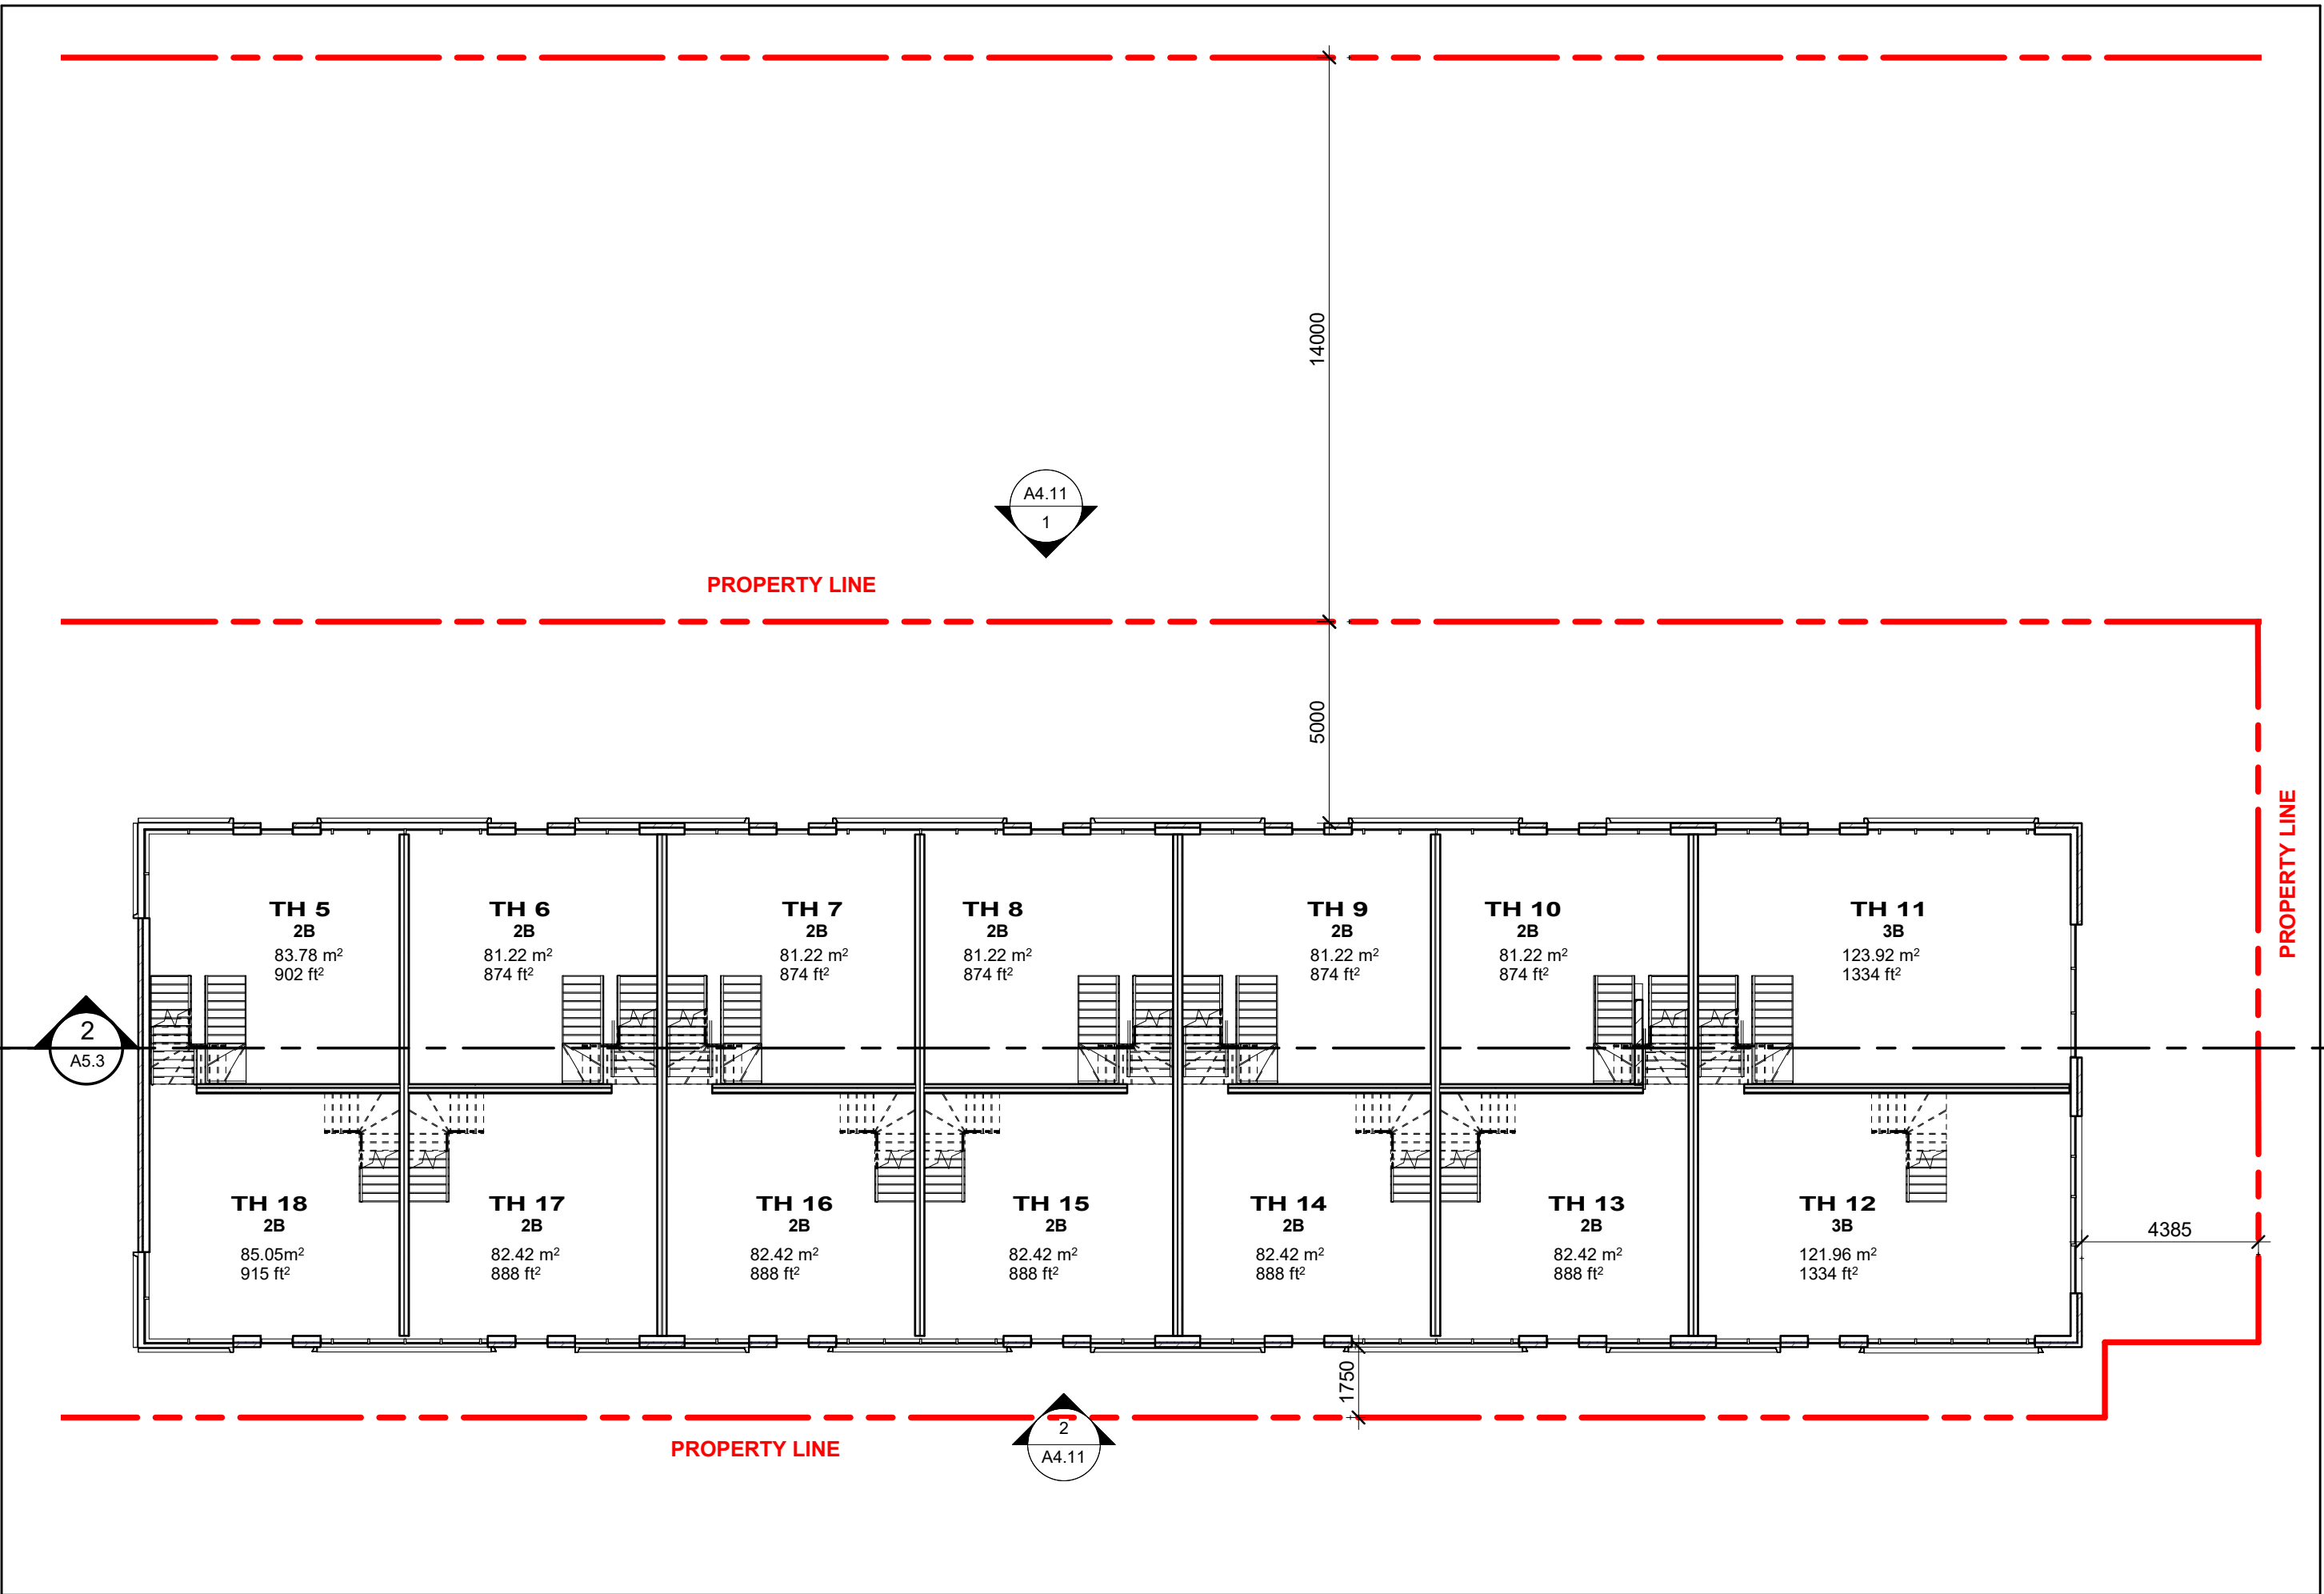 14000
A4.11
1
PROPERTY LINE
5000
PROPERTY LINE
TH 5
2B
83.78 m²
902 ft²
TH 6
2B
81.22 m²
874 ft²
TH 7
2B
81.22 m²
874 ft²
TH 8
2B
81.22 m²
874 ft²
TH 9
2B
81.22 m²
874 ft²
TH 10
2B
81.22 m²
874 ft²
TH 11
3B
123.92 m²
1334 ft²
2
A5.3
TH 18
2B
85.05m²
915 ft²
TH 17
2B
82.42 m²
888 ft²
TH 16
2B
82.42 m²
888 ft²
TH 15
2B
82.42 m²
888 ft²
TH 14
2B
82.42 m²
888 ft²
TH 13
2B
82.42 m²
888 ft²
TH 12
3B
121.96 m²
1334 ft²
4385
1750
2
A4.11
PROPERTY LINE